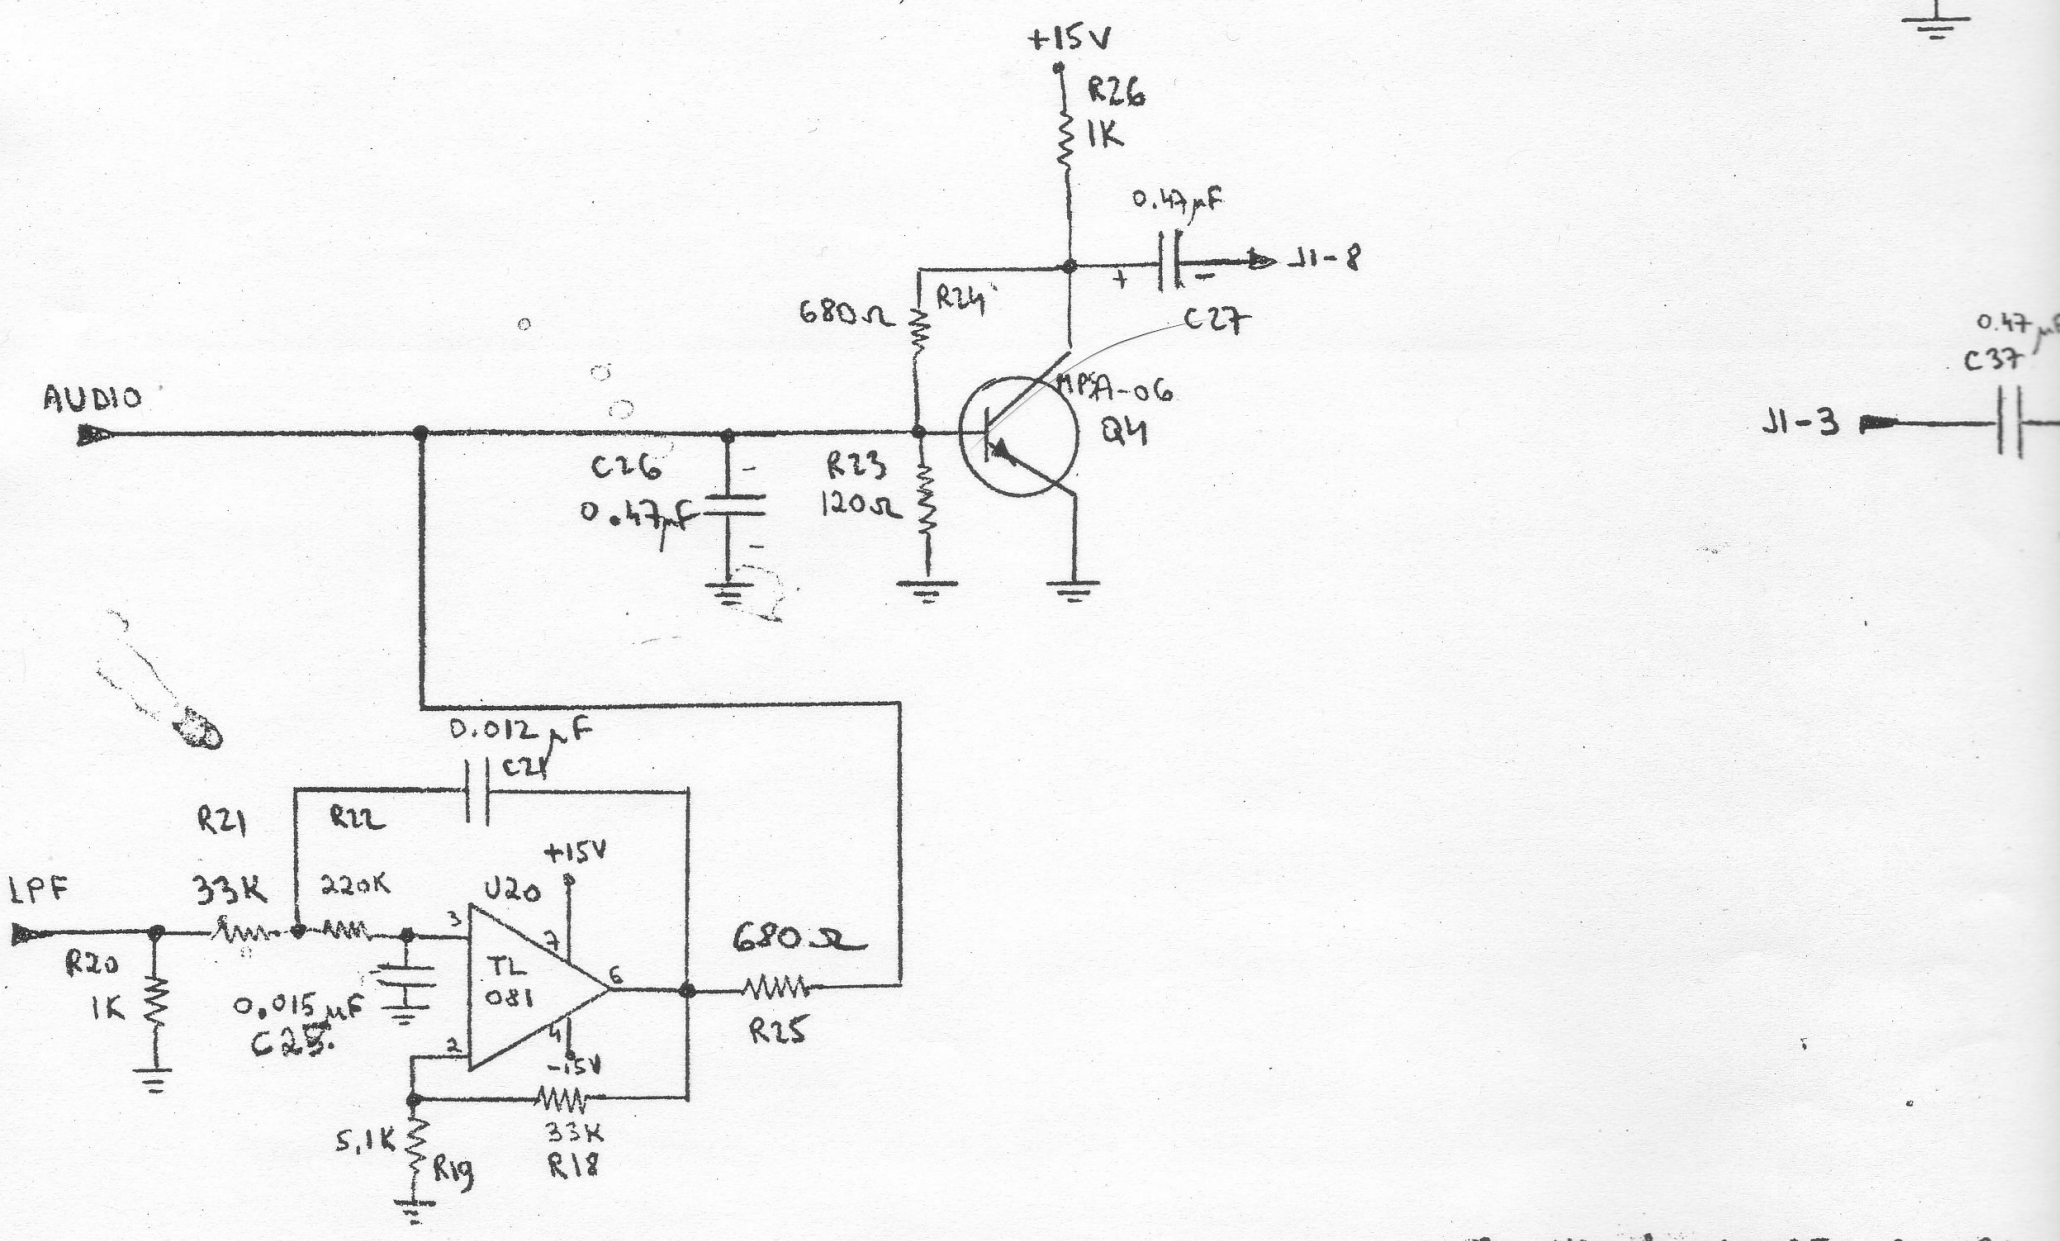 +15V
R26
1K
0.47µF
+
-
J1-8
C27
R24
680Ω
MPSA-06
Q4
AUDIO
C26
0.47µF
-
-
R23
120Ω
0.47µF
C37
J1-3
0.012µF
C21
R21
R22
33K
220K
LPF
R20
1K
0.015µF
C25.
U20
+15V
3
7
TL
081
6
2
4
-15V
680Ω
R25
5.1K
R19
33K
R18